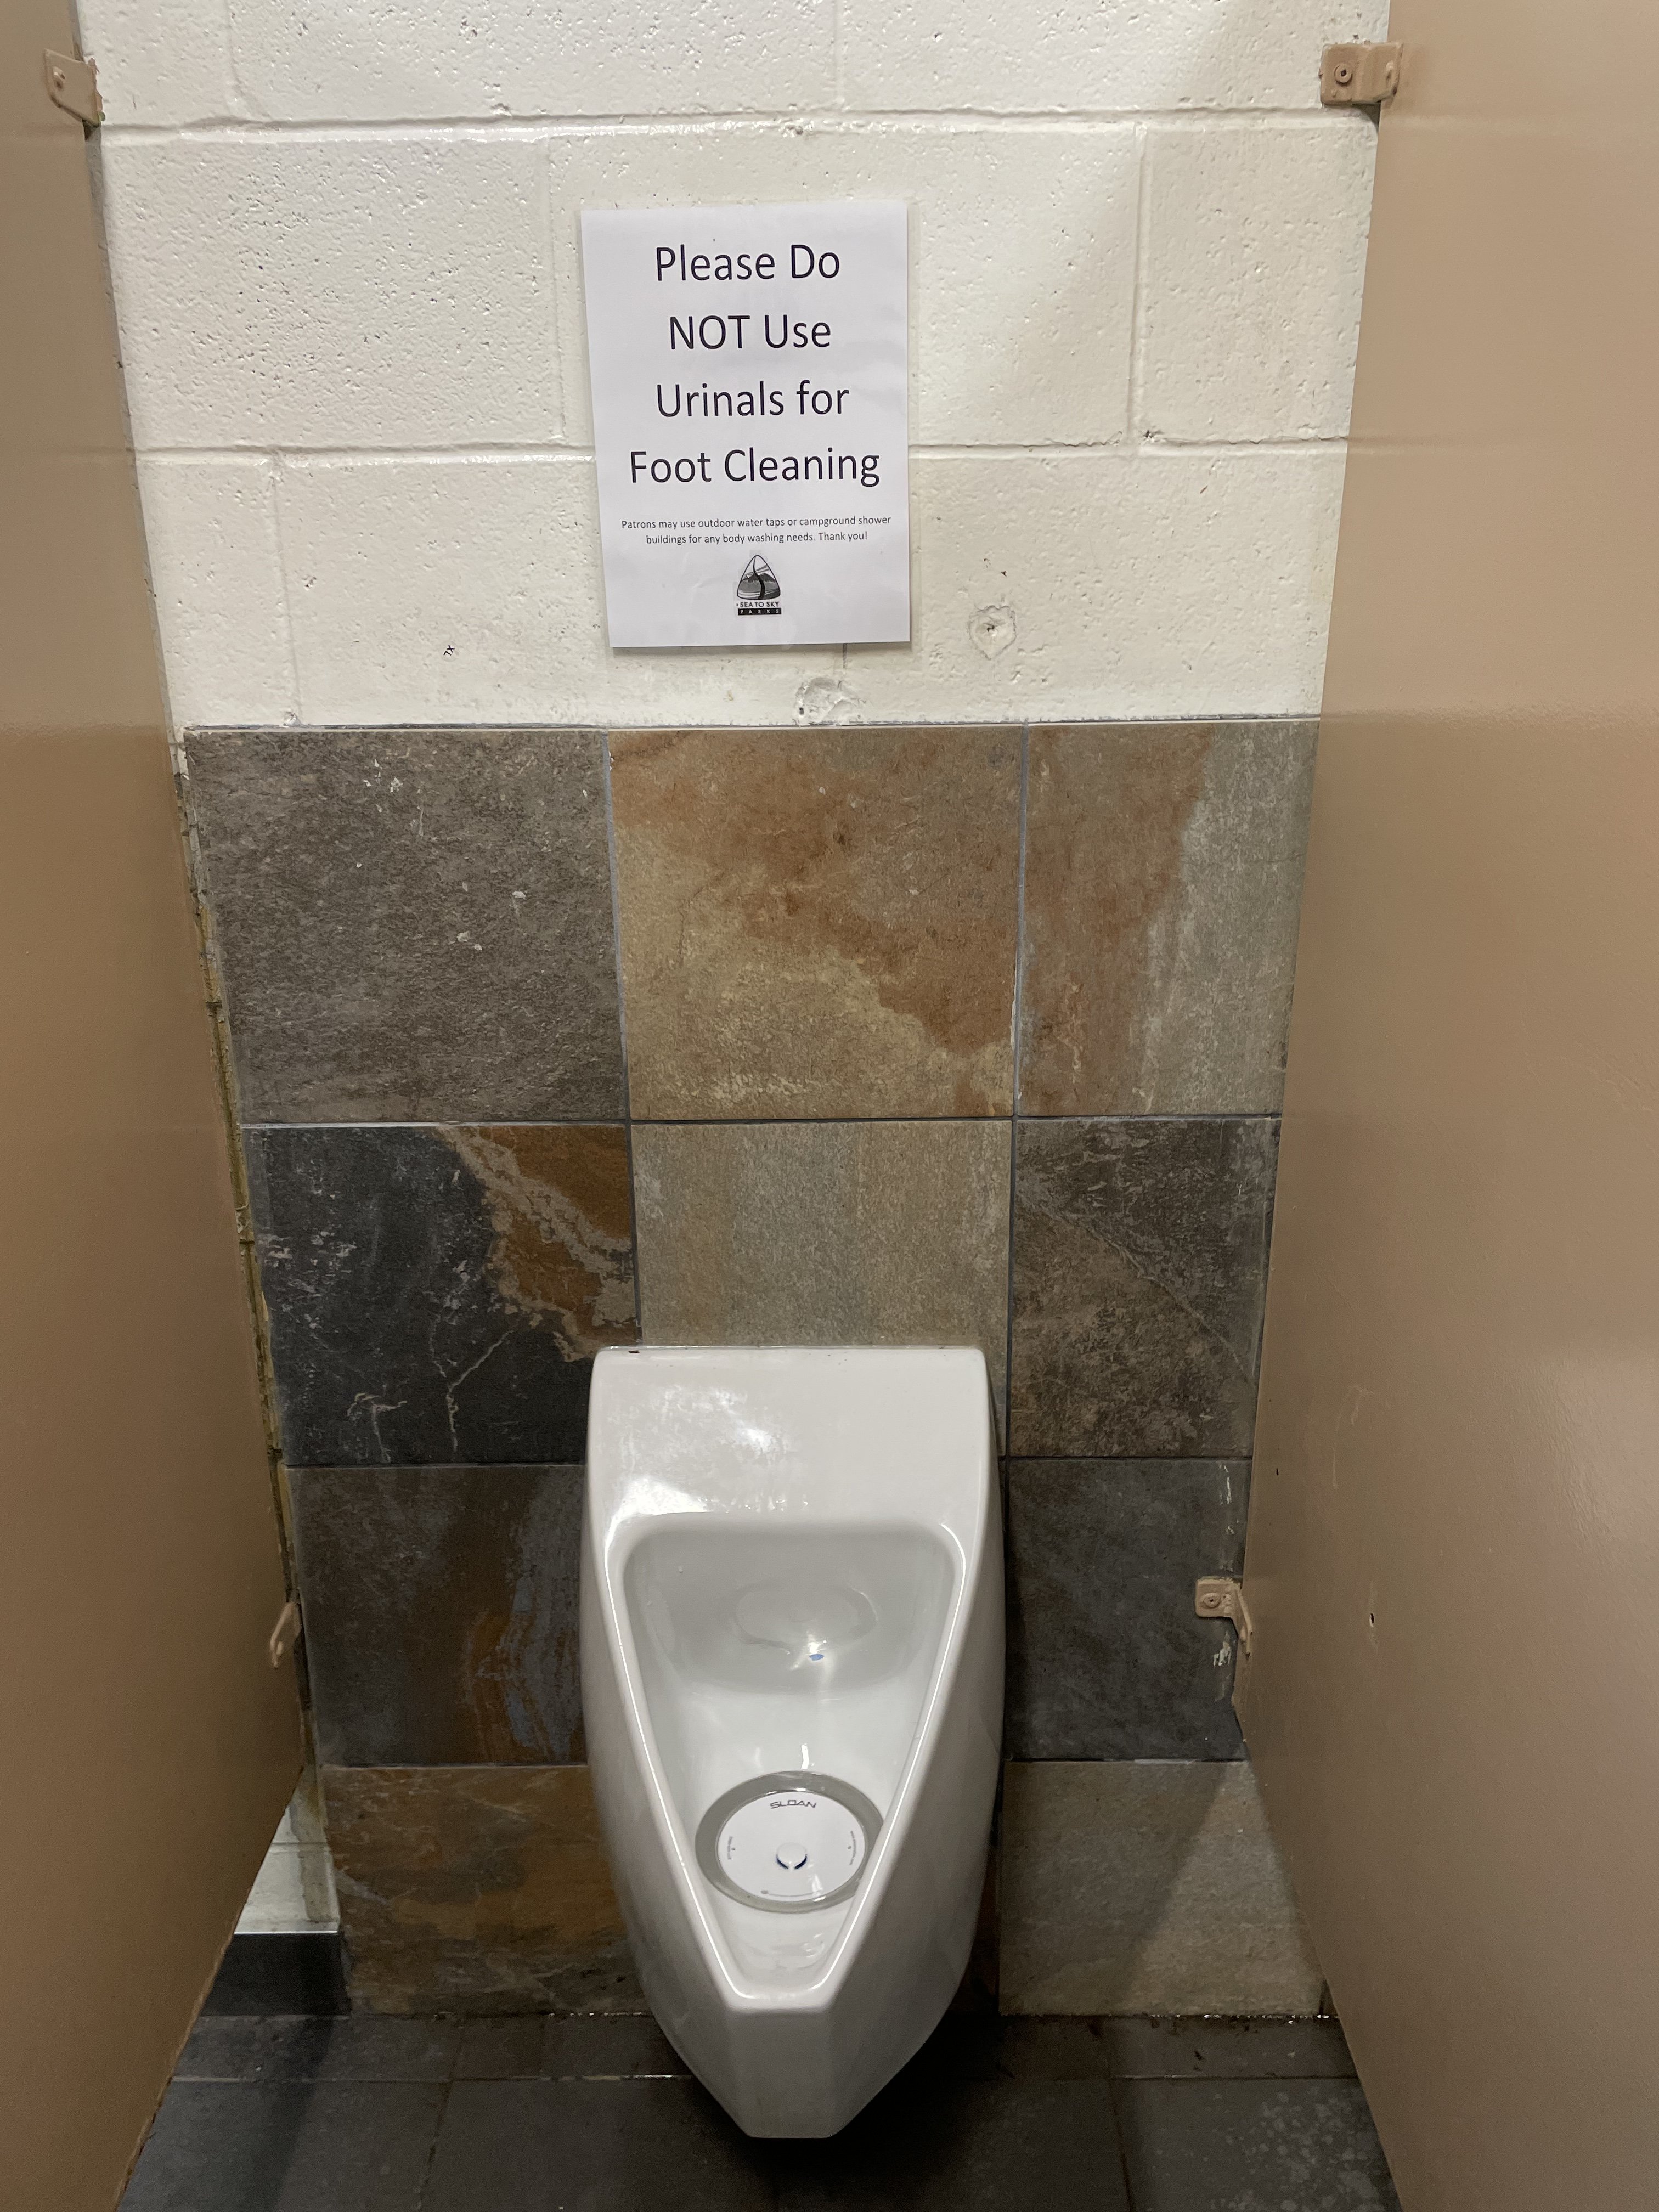 Please Do
NOT Use
Urinals for
Foot Cleaning
Patrons may use outdoor water taps or campground shower
buildings for any body washing needs. Thank you!
SEA TO SKY
PARKS
SLOAN